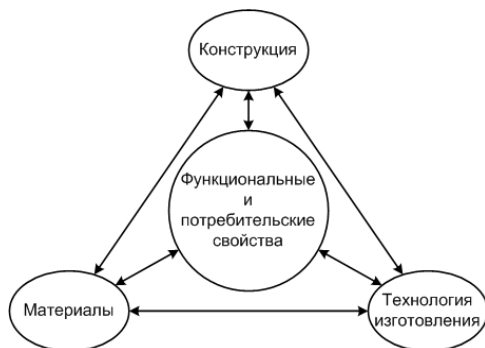 Конструкция
Функциональные
и
потребительские
свойства
Материалы
Технология
изготовления